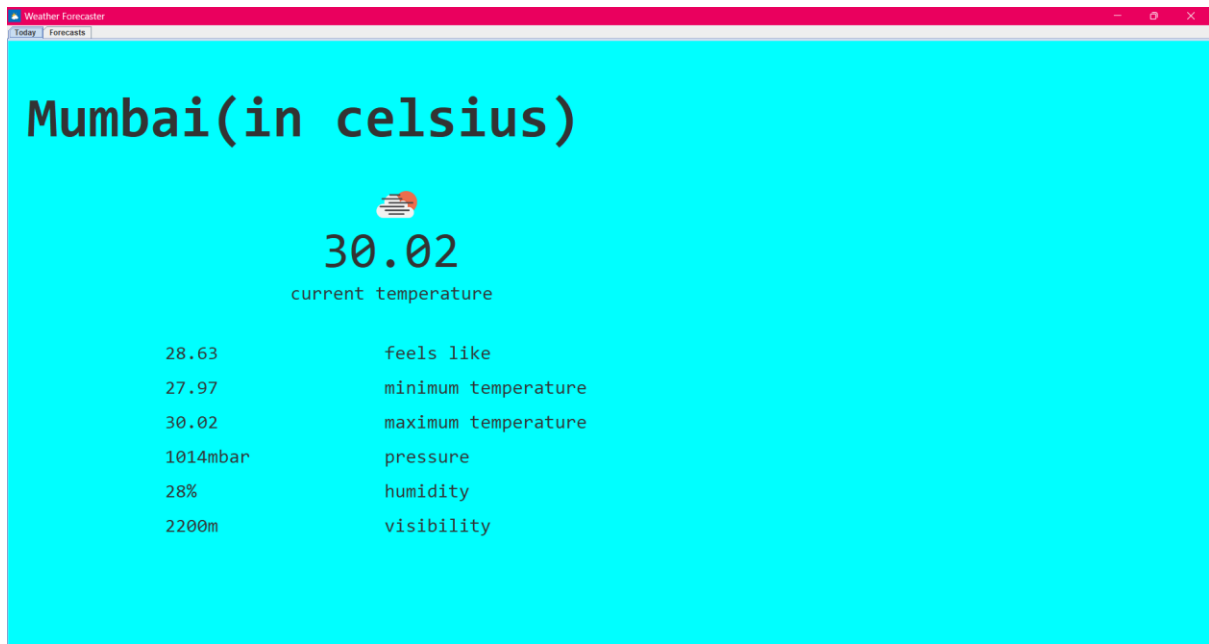 Weather Forecaster
Today Forecasts
Mumbai(in celsius)
30.02
current temperature
28.63 feels like
27.97 minimum temperature
30.02 maximum temperature
1014mbar pressure
28% humidity
2200m visibility